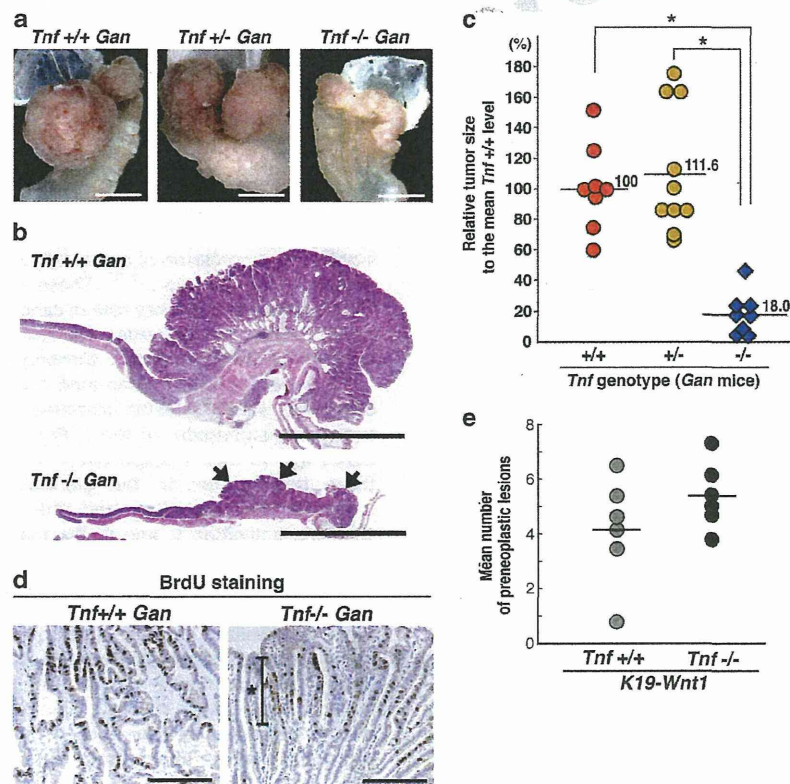 a
Tnf +/+ Gan
Tnf +/- Gan
Tnf -/- Gan
b
Tnf +/+ Gan
Tnf -/- Gan
c
*
*
(%)
180
160
140
120
100
80
60
40
20
0
Relative tumor size
to the mean Tnf +/+ level
100
111.6
18.0
+/+
+/-
-/-
Tnf genotype (Gan mice)
d
BrdU staining
Tnf+/+ Gan
Tnf-/- Gan
*
e
8
6
4
2
0
Mean number
of preneoplastic lesions
Tnf +/+
Tnf -/-
K19-Wnt1